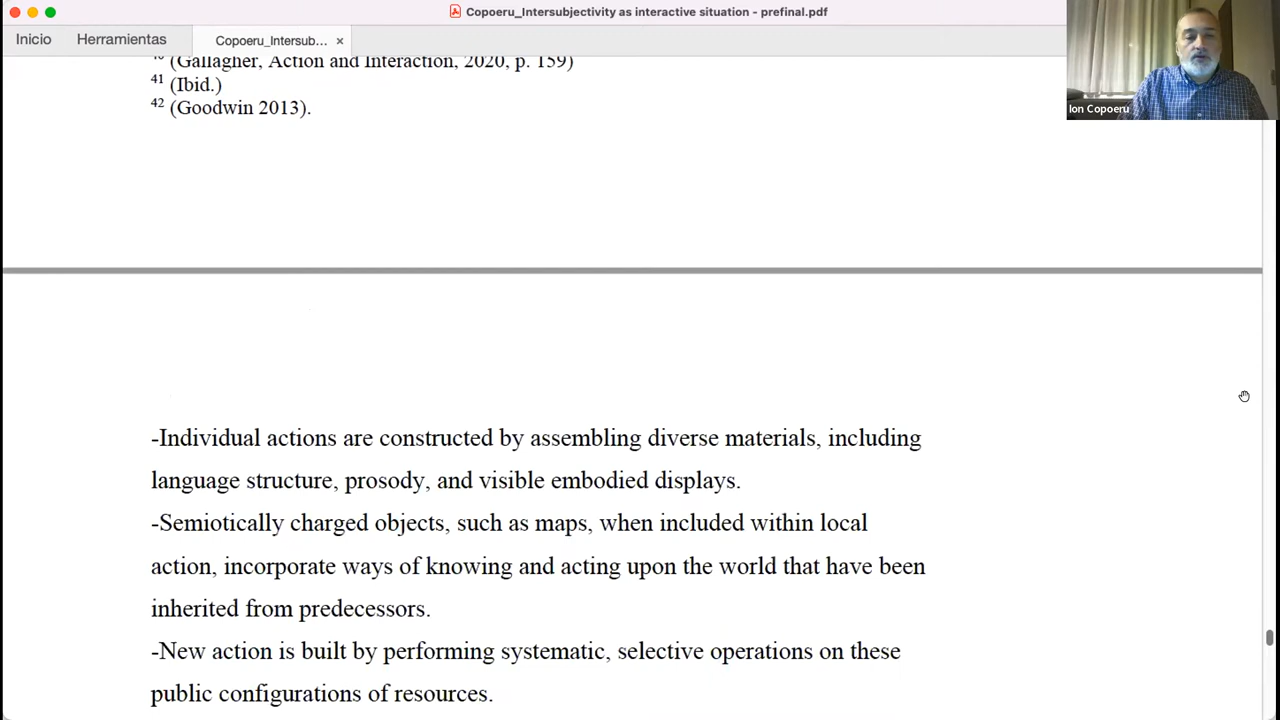 Copoeru_Intersubjectivity as interactive situation - prefinal.pdf
Inicio
Herramientas
Copoeru_Intersub... ×
Ion Copoeru
40 (Gallagher, Action and Interaction, 2020, p. 159)
41 (Ibid.)
42 (Goodwin 2013).
-Individual actions are constructed by assembling diverse materials, including
language structure, prosody, and visible embodied displays.
-Semiotically charged objects, such as maps, when included within local
action, incorporate ways of knowing and acting upon the world that have been
inherited from predecessors.
-New action is built by performing systematic, selective operations on these
public configurations of resources.